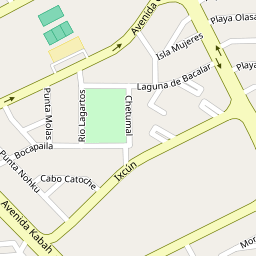 Avenida
Playa Olas
Isla Mujeres
Playa
Laguna de Bacalar
Punta Molas
Río Lagartos
Chetumal
Bocapaila
Punta Nohku
Cabo Catoche
Ixcún
Avenida Kabah
Mor